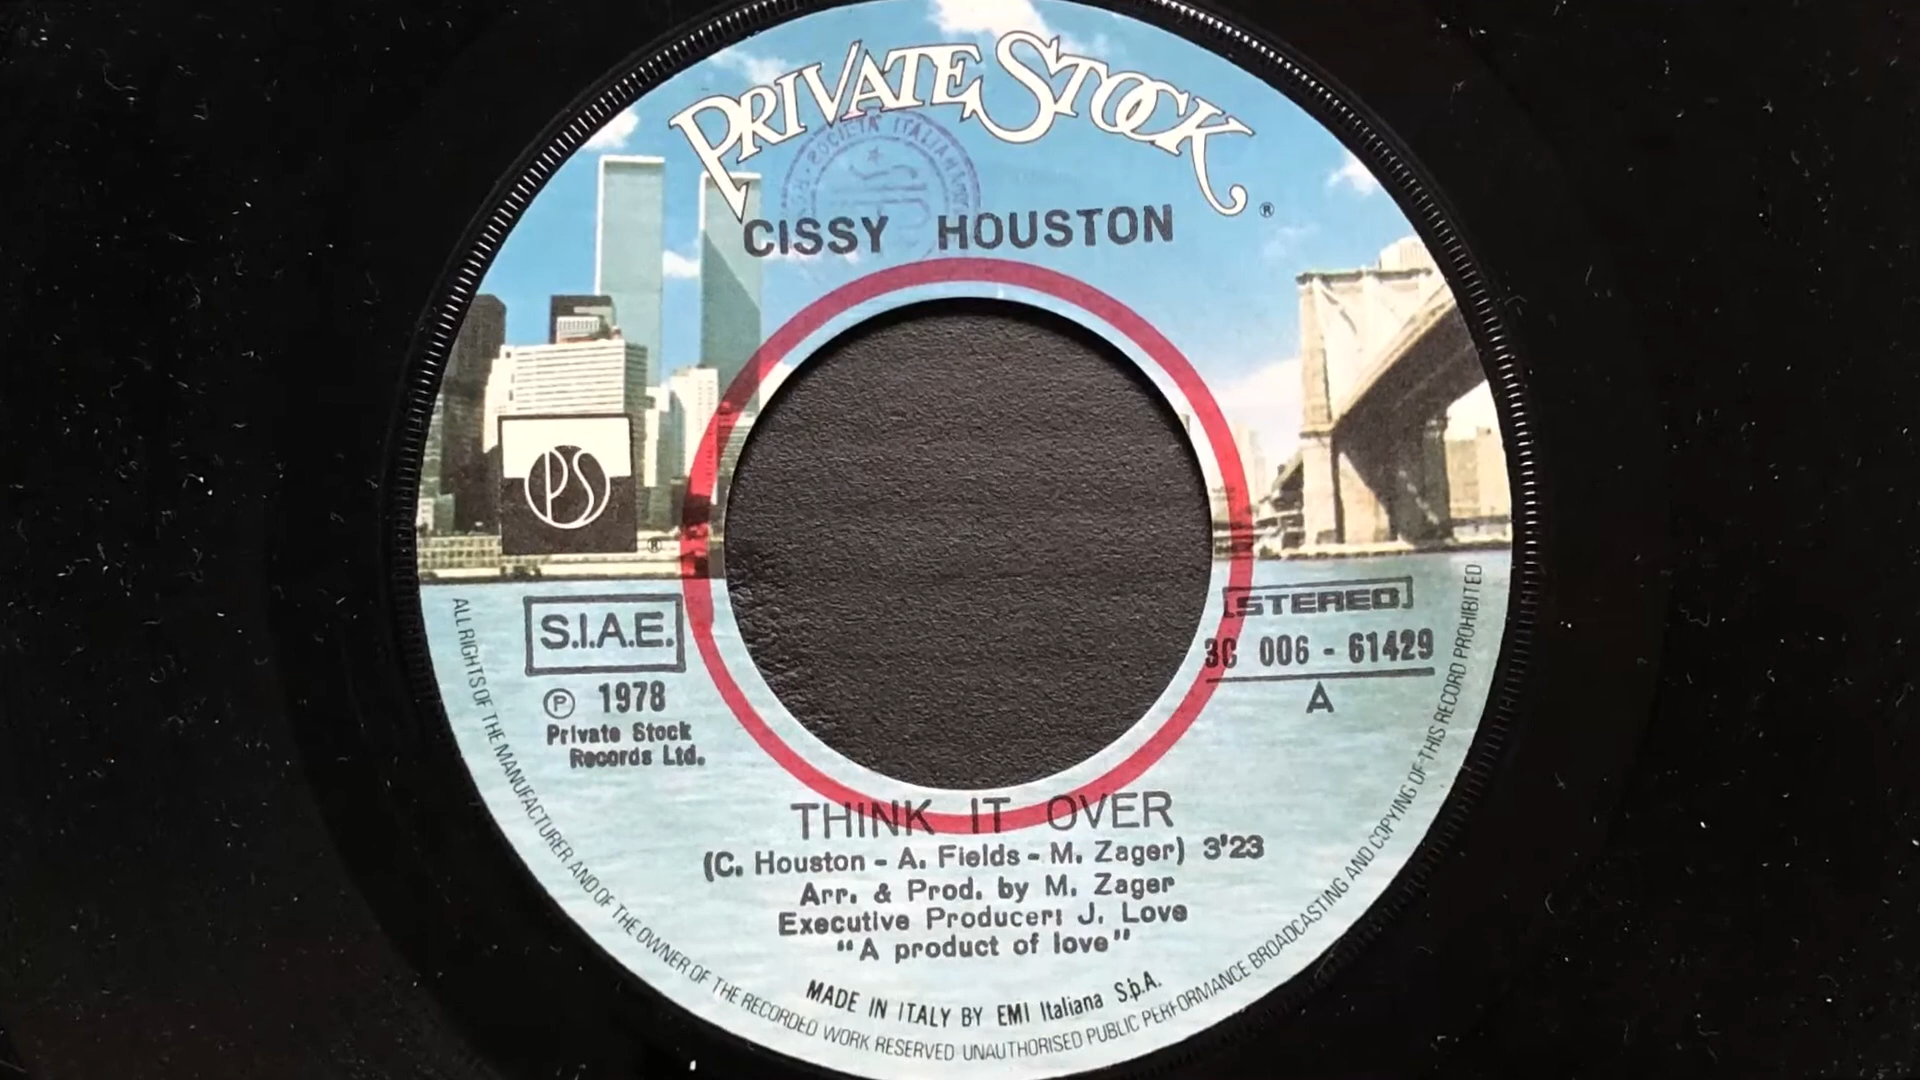 PRIVATE STOCK ®
SOCIETÀ ITALIANA
CISSY HOUSTON
PS ®
S.I.A.E.
STEREO
3C 006 - 61429
A
Ⓟ 1978
Private Stock
Records Ltd.
THINK IT OVER
(C. Houston - A. Fields - M. Zager) 3'23
Arr. & Prod. by M. Zager
Executive Producer: J. Love
"A product of love"
MADE IN ITALY BY EMI Italiana S.p.A.
ALL RIGHTS OF THE MANUFACTURER AND OF THE OWNER OF THE RECORDED WORK RESERVED UNAUTHORISED PUBLIC PERFORMANCE BROADCASTING AND COPYING OF THIS RECORD PROHIBITED